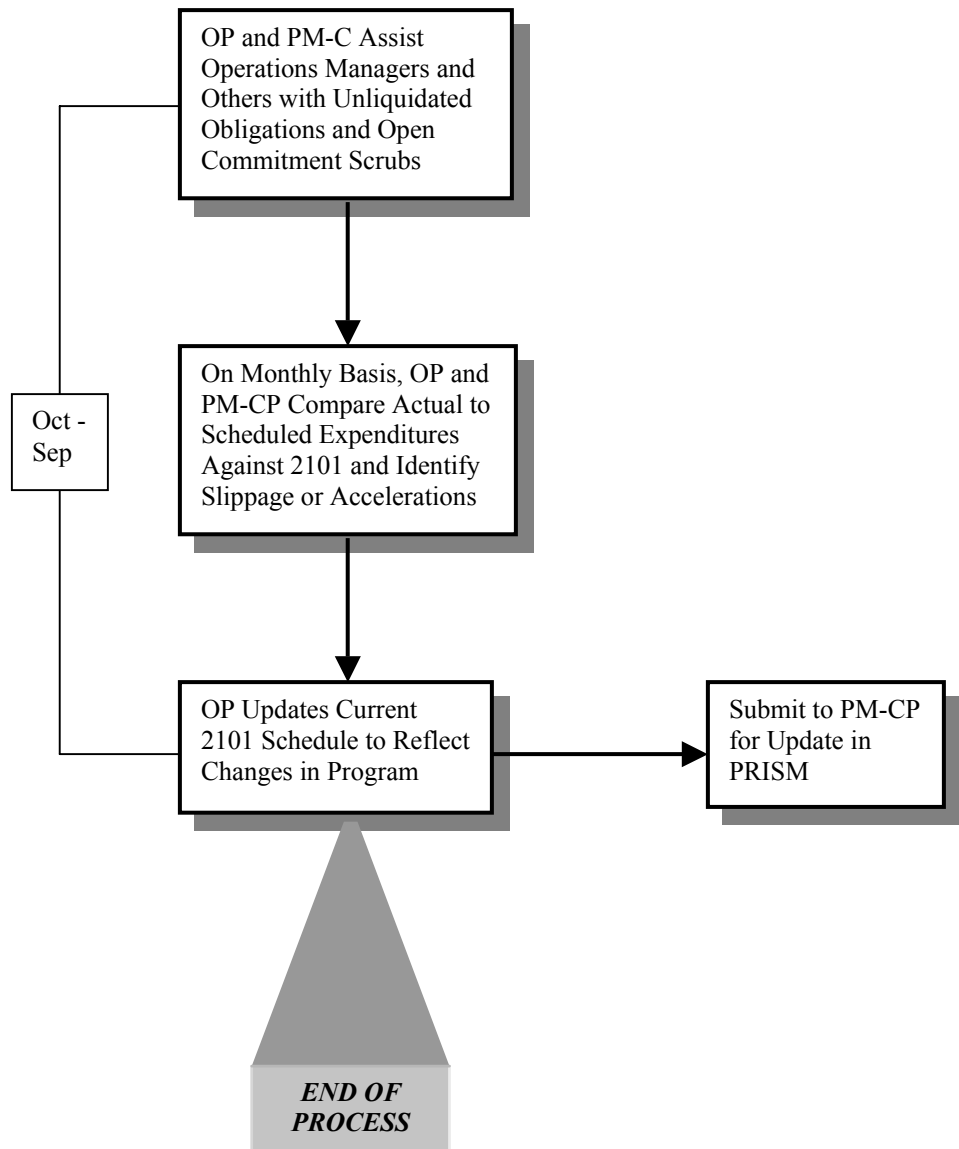 OP and PM-C Assist
Operations Managers and
Others with Unliquidated
Obligations and Open
Commitment Scrubs
On Monthly Basis, OP and
PM-CP Compare Actual to
Scheduled Expenditures
Against 2101 and Identify
Slippage or Accelerations
Oct -
Sep
OP Updates Current
2101 Schedule to Reflect
Changes in Program
Submit to PM-CP
for Update in
PRISM
END OF
PROCESS